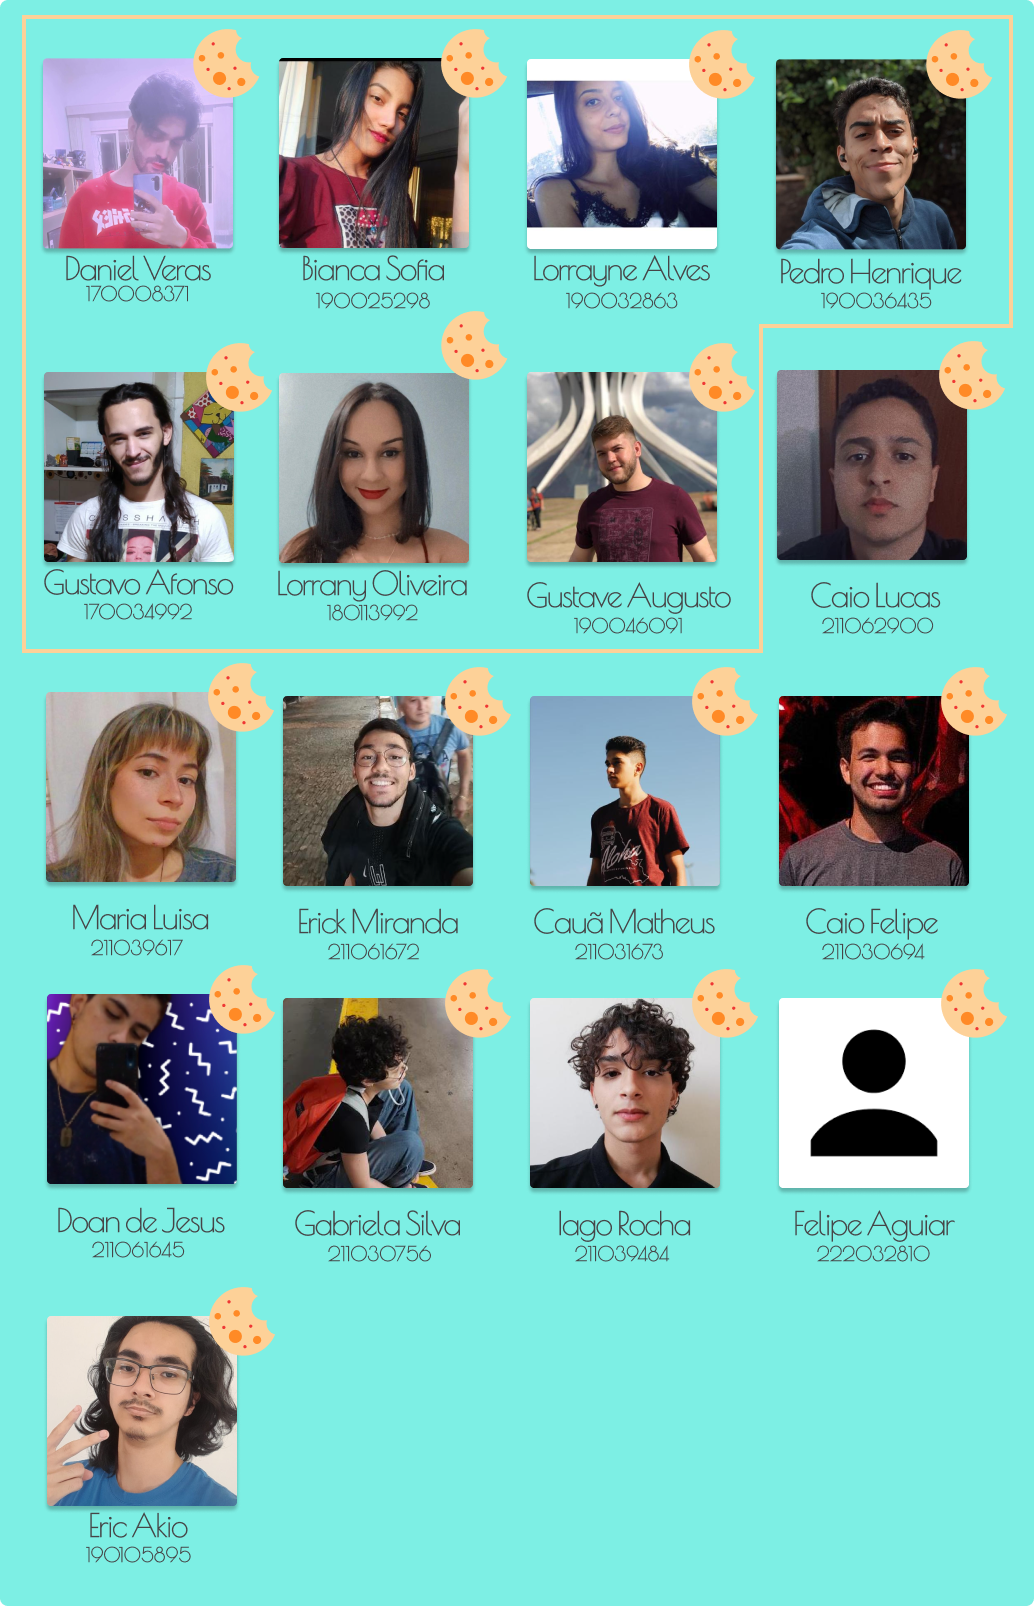 Daniel Veras
170008371
Bianca Sofia
190025298
Lorrayne Alves
190032863
Pedro Henrique
190036435
Gustavo Afonso
170034992
Lorrany Oliveira
180113992
Gustave Augusto
190046091
Caio Lucas
211062900
Maria Luisa
211039617
Erick Miranda
211061672
Aloha
Cauã Matheus
211031673
Caio Felipe
211030694
Doan de Jesus
211061645
Gabriela Silva
211030756
Iago Rocha
211039484
Felipe Aguiar
222032810
Eric Akio
190105895